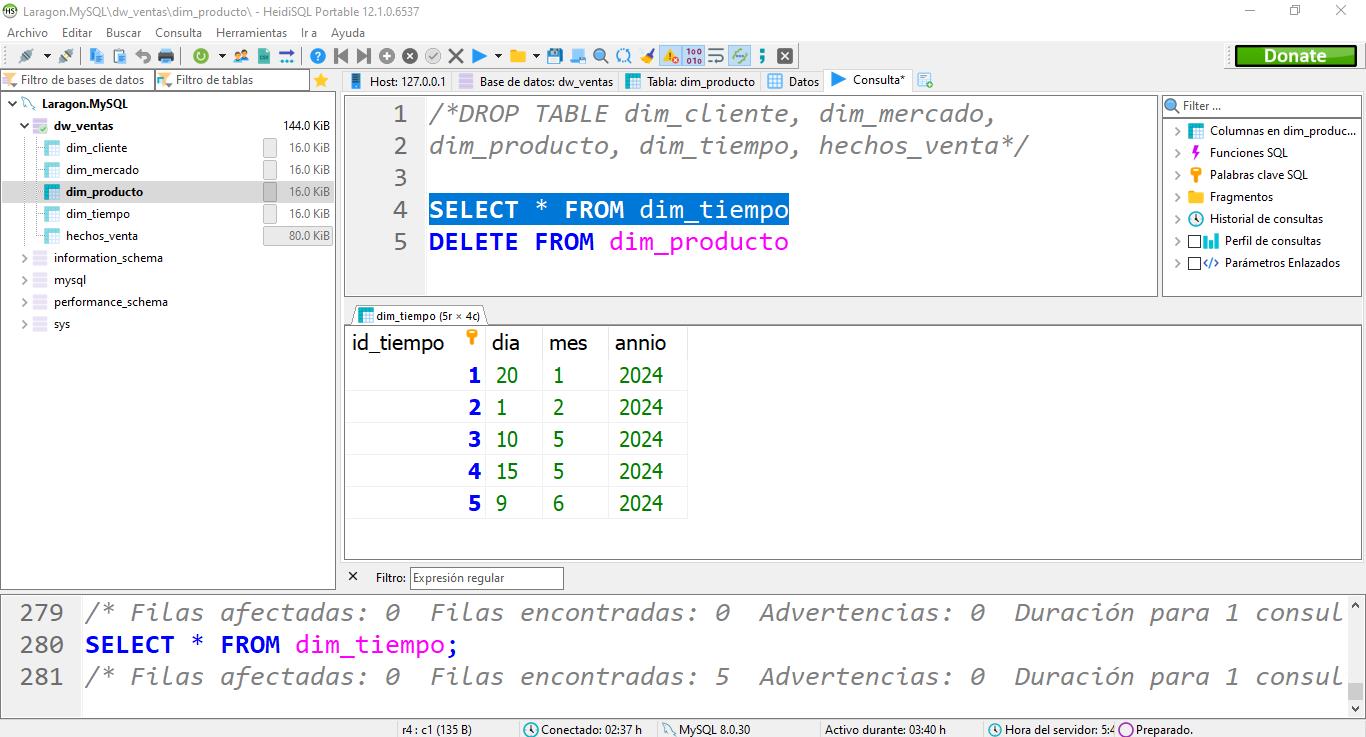 Laragon.MySQL\dw_ventas\dim_producto\ - HeidiSQL Portable 12.1.0.6537
Archivo Editar Buscar Consulta Herramientas Ir a Ayuda
Donate
Filtro de bases de datos Filtro de tablas
Host: 127.0.0.1 Base de datos: dw_ventas Tabla: dim_producto Datos Consulta*
Laragon.MySQL
dw_ventas 144.0 KiB
dim_cliente 16.0 KiB
dim_mercado 16.0 KiB
dim_producto 16.0 KiB
dim_tiempo 16.0 KiB
hechos_venta 80.0 KiB
information_schema
mysql
performance_schema
sys
1 /*DROP TABLE dim_cliente, dim_mercado,
2 dim_producto, dim_tiempo, hechos_venta*/
3
4 SELECT * FROM dim_tiempo
5 DELETE FROM dim_producto
Filter ...
Columnas en dim_produc...
Funciones SQL
Palabras clave SQL
Fragmentos
Historial de consultas
Perfil de consultas
Parámetros Enlazados
dim_tiempo (5r × 4c)
id_tiempo dia mes annio
1 20 1 2024
2 1 2 2024
3 10 5 2024
4 15 5 2024
5 9 6 2024
Filtro: Expresión regular
279 /* Filas afectadas: 0 Filas encontradas: 0 Advertencias: 0 Duración para 1 consul
280 SELECT * FROM dim_tiempo;
281 /* Filas afectadas: 0 Filas encontradas: 5 Advertencias: 0 Duración para 1 consul
r4 : c1 (135 B) Conectado: 02:37 h MySQL 8.0.30 Activo durante: 03:40 h Hora del servidor: 5:4 Preparado.